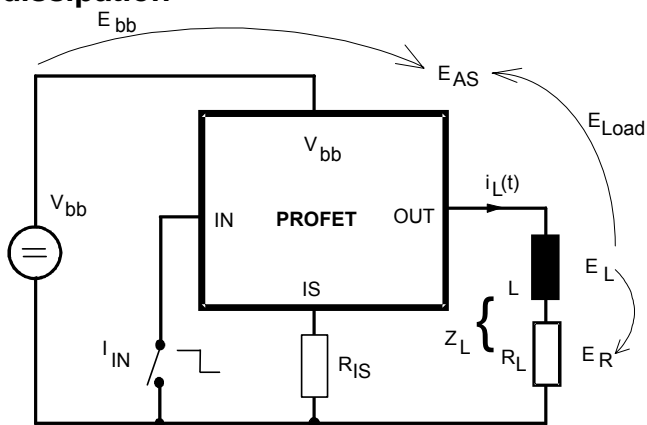 dissipation
E bb
E AS
E Load
V bb
V bb
i L(t)
IN
PROFET
OUT
IS
L
E L
Z L
{
I IN
R IS
R L
E R